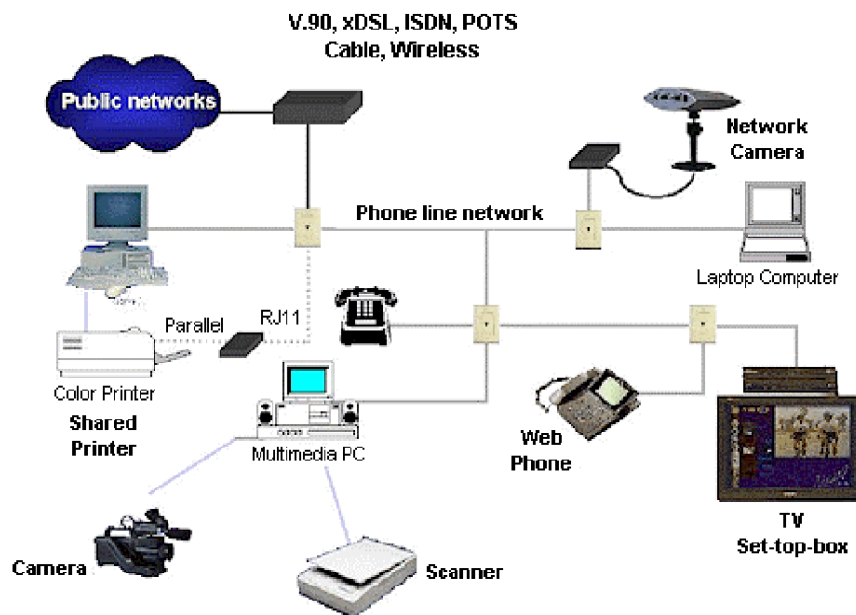 V.90, xDSL, ISDN, POTS
Cable, Wireless
Public networks
Network
Camera
Phone line network
Laptop Computer
Parallel
RJ11
Color Printer
Shared
Printer
Multimedia PC
Web
Phone
TV
Set-top-box
Camera
Scanner